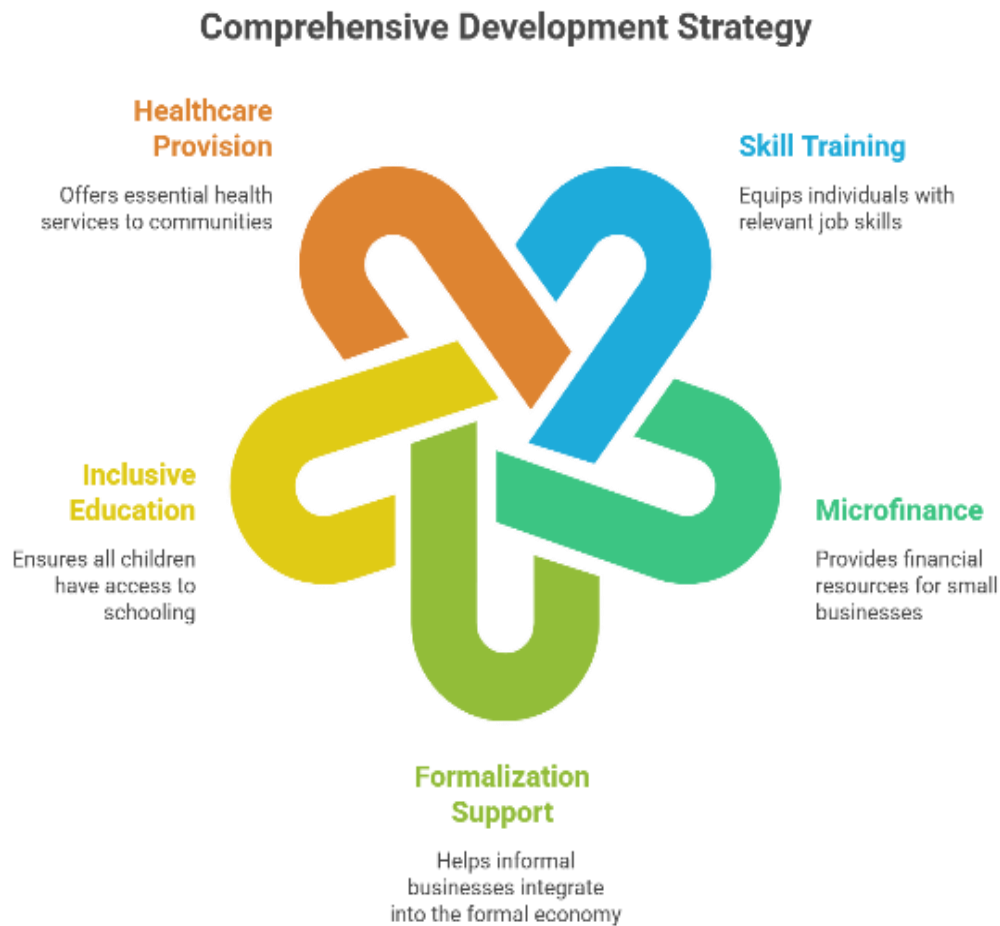 Comprehensive Development Strategy
Healthcare
Provision
Offers essential health
services to communities
Skill Training
Equips individuals with
relevant job skills
Inclusive
Education
Ensures all children
have access to
schooling
Microfinance
Provides financial
resources for small
businesses
Formalization
Support
Helps informal
businesses integrate
into the formal economy